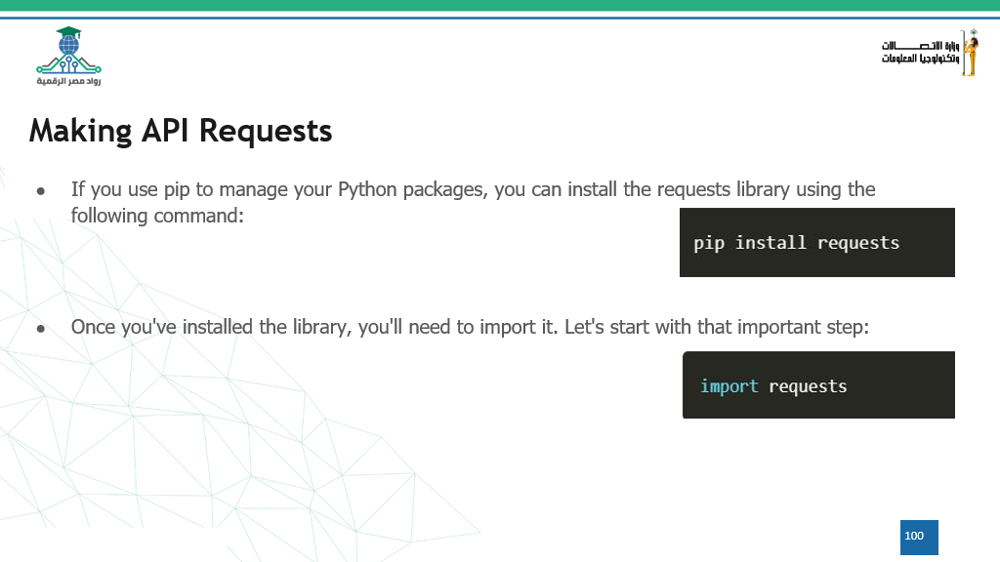 رواد مصر الرقمية
وزارة الاتصالات
وتكنولوجيا المعلومات
Making API Requests
● If you use pip to manage your Python packages, you can install the requests library using the
following command:
pip install requests
● Once you've installed the library, you'll need to import it. Let's start with that important step:
import requests
100